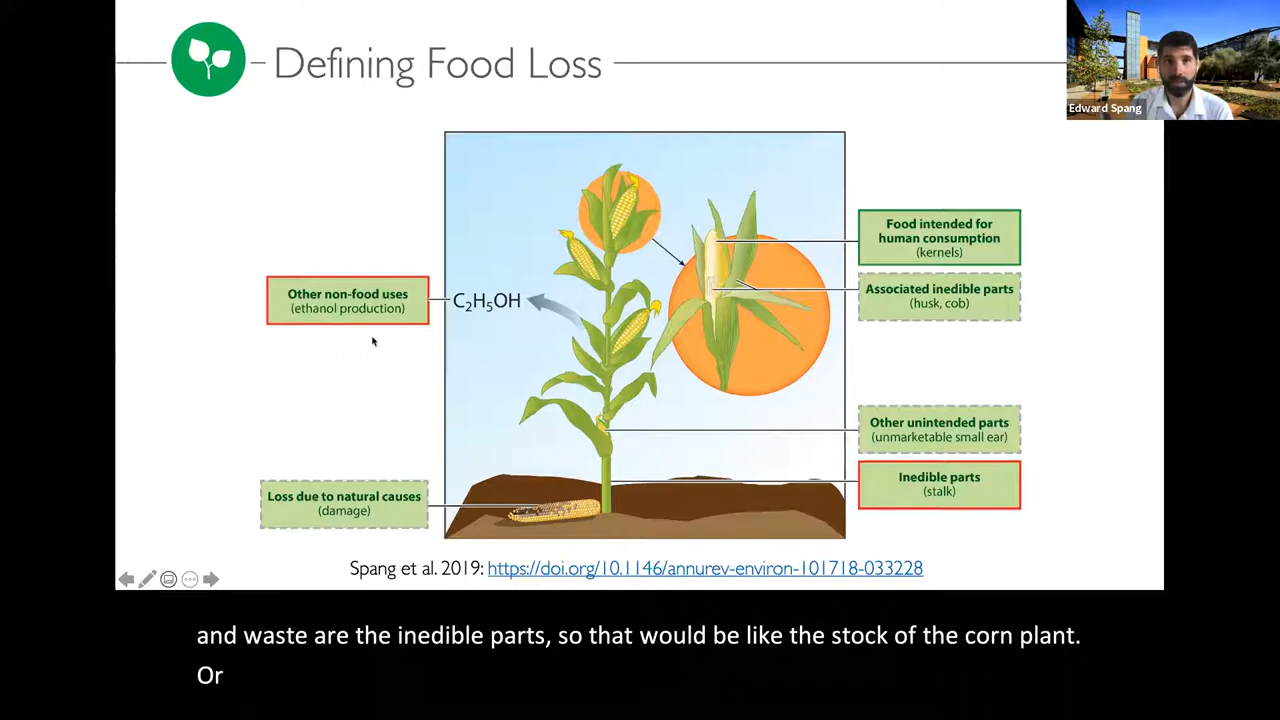 Defining Food Loss
Edward Spang
Food intended for
human consumption
(kernels)
Associated inedible parts
(husk, cob)
Other non-food uses
(ethanol production)
C₂H₅OH
Other unintended parts
(unmarketable small ear)
Inedible parts
(stalk)
Loss due to natural causes
(damage)
Spang et al. 2019: https://doi.org/10.1146/annurev-environ-101718-033228
and waste are the inedible parts, so that would be like the stock of the corn plant.
Or